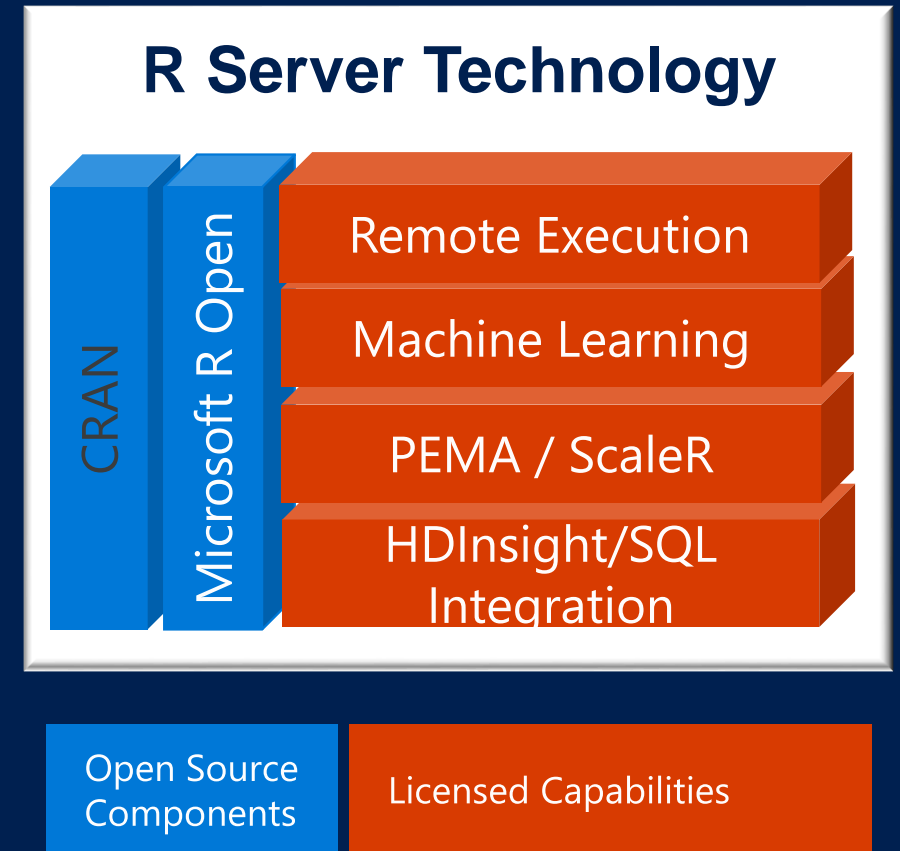 R Server Technology
CRAN
Microsoft R Open
Remote Execution
Machine Learning
PEMA / ScaleR
HDInsight/SQL
Integration
Open Source
Components
Licensed Capabilities